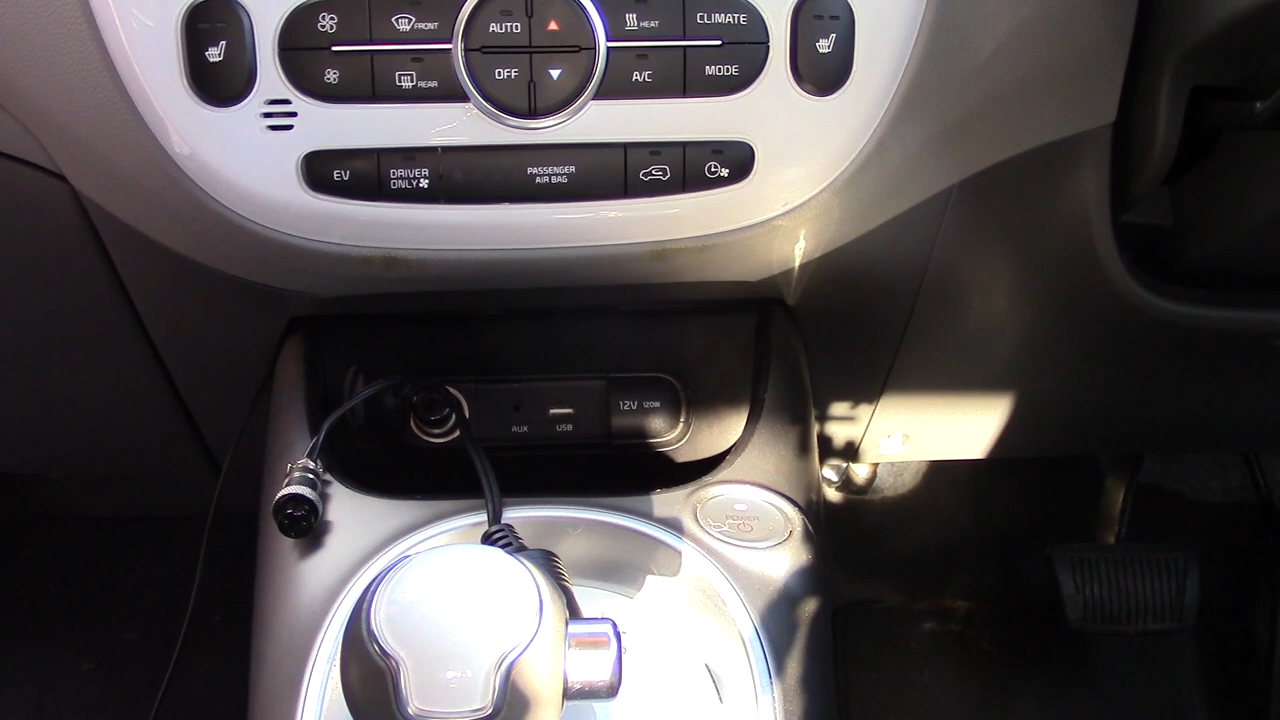 FRONT
AUTO
HEAT
CLIMATE
REAR
OFF
A/C
MODE
EV
DRIVER
ONLY
PASSENGER
AIR BAG
AUX
USB
12V 120W
POWER